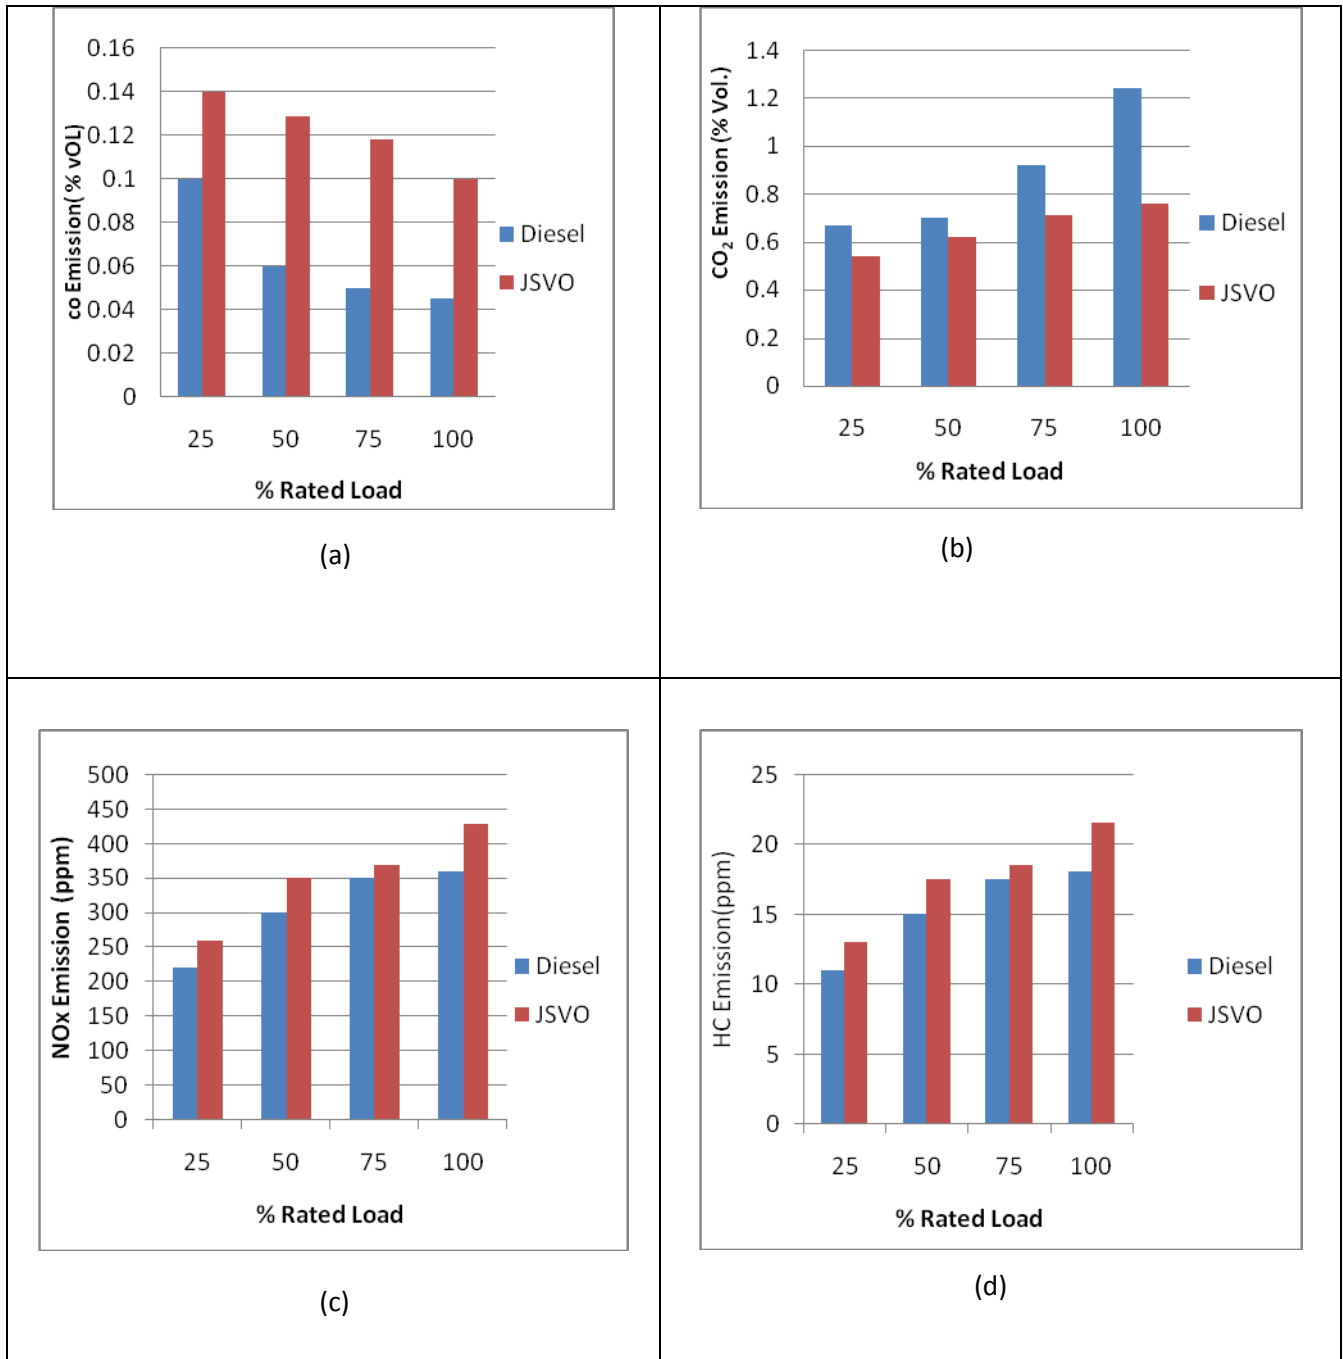 co Emission( % vOL)
0.16
0.14
0.12
0.1
0.08
0.06
0.04
0.02
0
25 50 75 100
% Rated Load
Diesel
JSVO
(a)
CO₂ Emission (% Vol.)
1.4
1.2
1
0.8
0.6
0.4
0.2
0
25 50 75 100
% Rated Load
Diesel
JSVO
(b)
NOx Emission (ppm)
500
450
400
350
300
250
200
150
100
50
0
25 50 75 100
% Rated Load
Diesel
JSVO
(c)
HC Emission(ppm)
25
20
15
10
5
0
25 50 75 100
% Rated Load
Diesel
JSVO
(d)